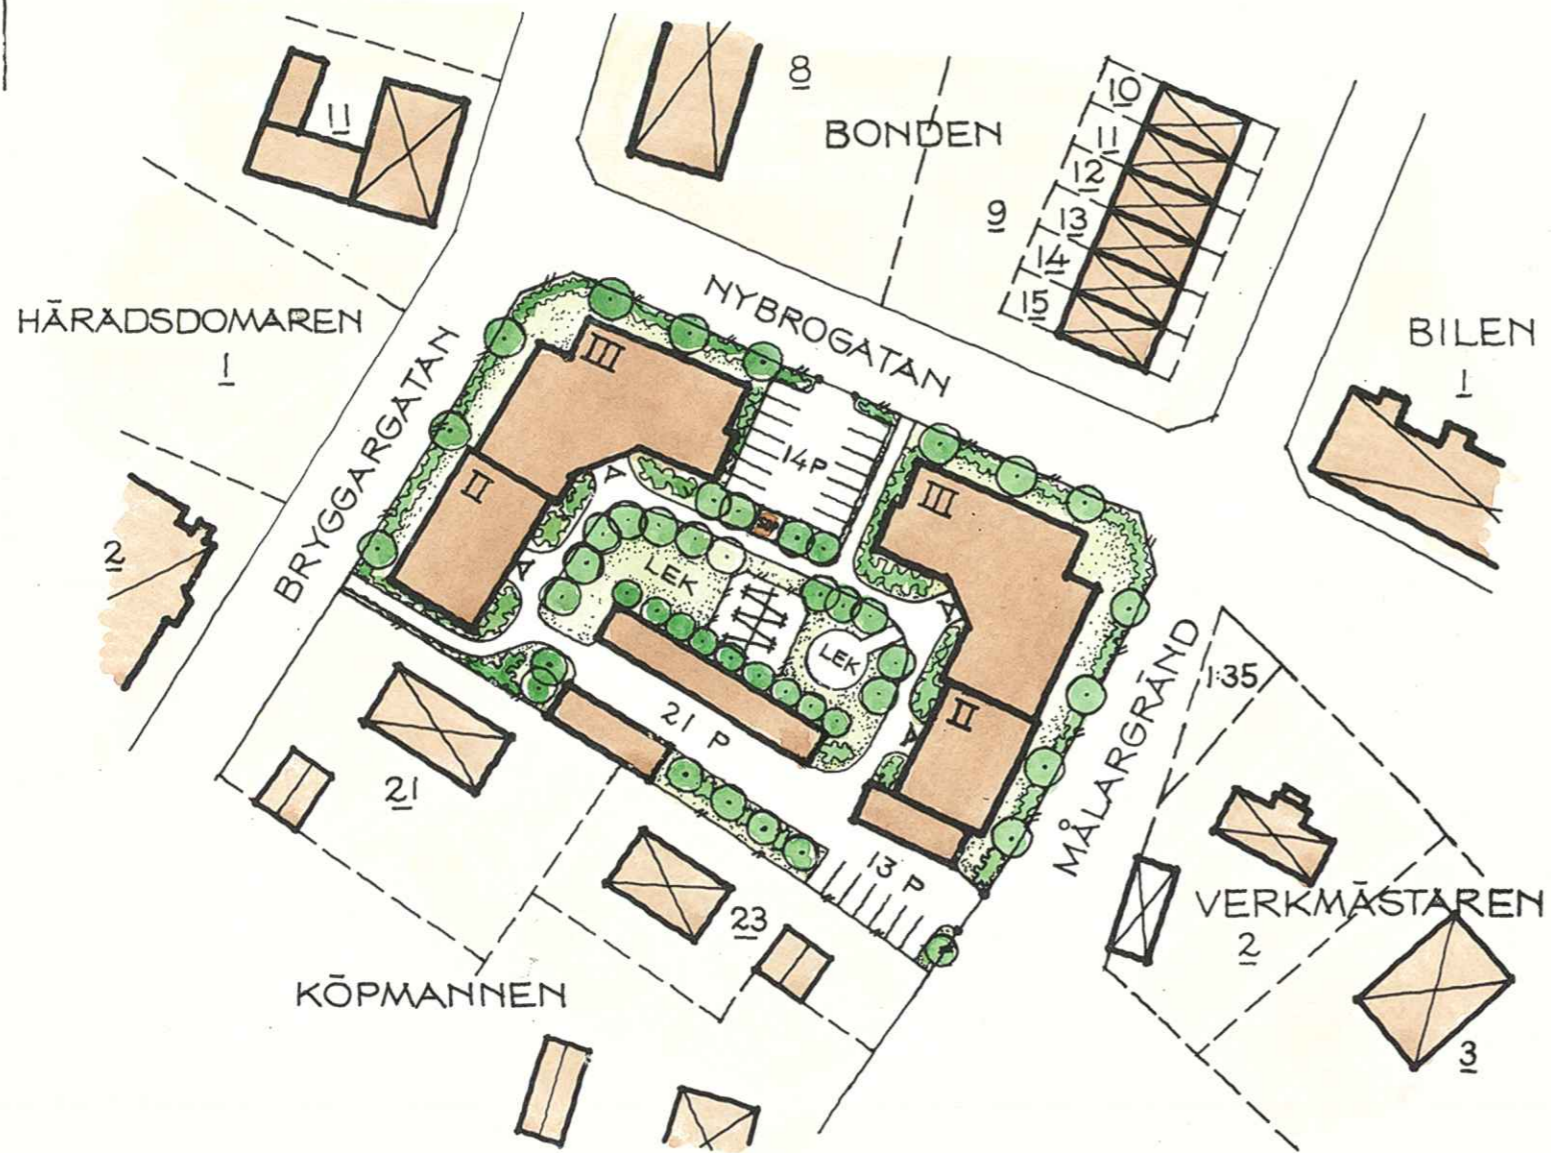 8
10
11
BONDEN
11
12
9
13
14
15
HÄRADSDOMAREN
1
NYBROGATAN
BILEN
1
BRYGGARGATAN
III
14P
II
III
2
LEK
LEK
MÅLARGRÄND
1:35
21 P
II
21
13 P
VERKMÄSTAREN
2
23
KÖPMANNEN
3